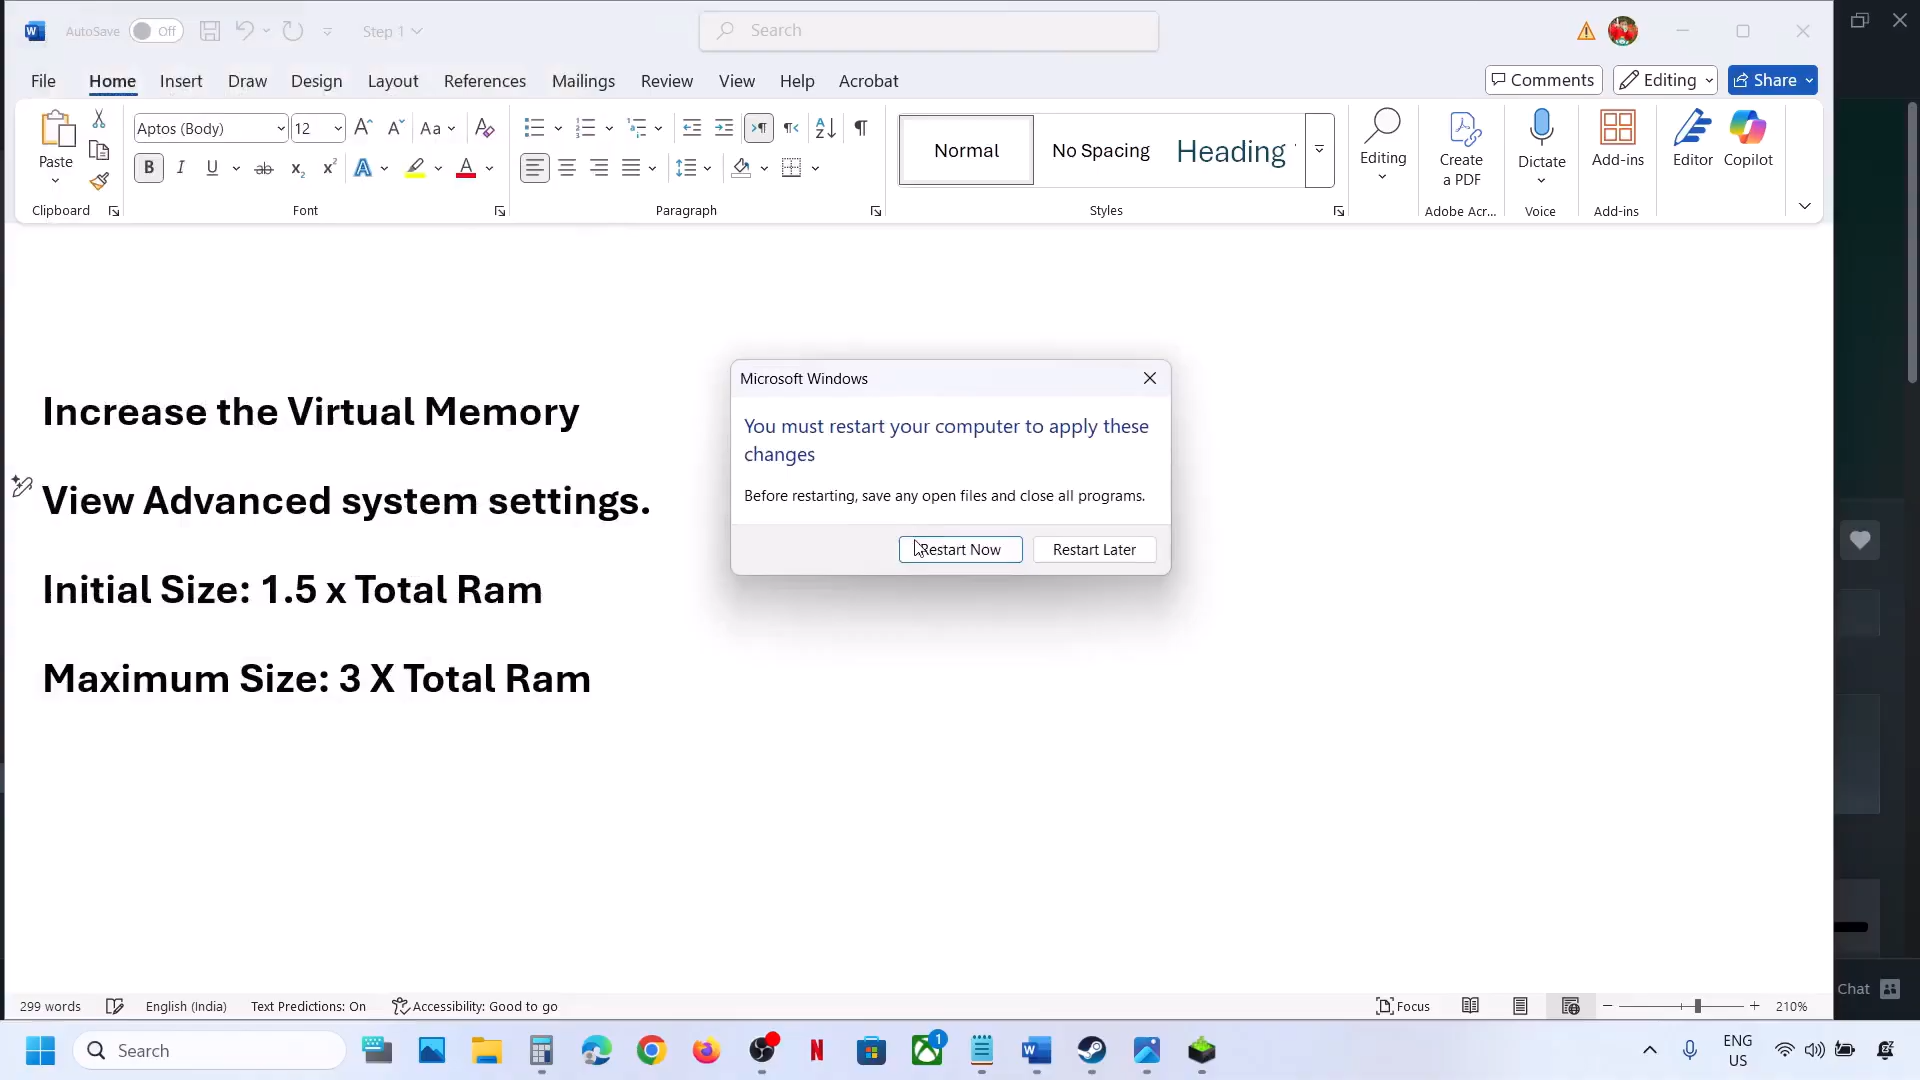 AutoSave Off Step 1 Search
File Home Insert Draw Design Layout References Mailings Review View Help Acrobat Comments Editing Share
Paste Aptos (Body) 12 Aa Normal No Spacing Heading Editing Create a PDF Dictate Add-ins Editor Copilot
Clipboard Font Paragraph Styles Adobe Acr... Voice Add-ins
Increase the Virtual Memory
View Advanced system settings.
Initial Size: 1.5 x Total Ram
Maximum Size: 3 X Total Ram
Microsoft Windows
You must restart your computer to apply these
changes
Before restarting, save any open files and close all programs.
Restart Now Restart Later
Chat
299 words English (India) Text Predictions: On Accessibility: Good to go Focus 210%
Search 1 ENG
US